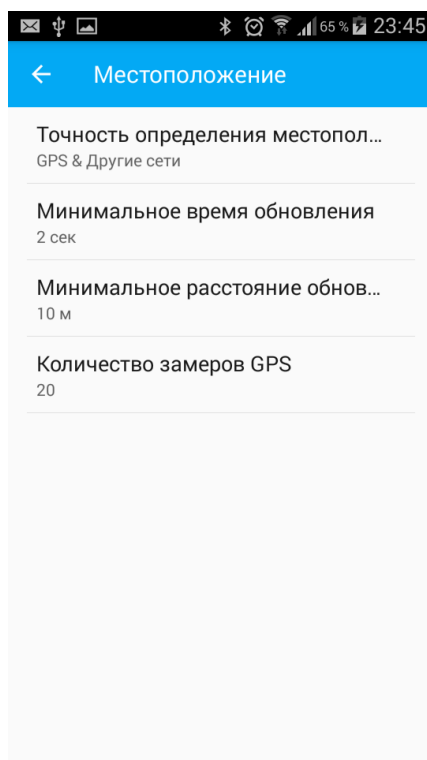 65 % 23:45
Местоположение
Точность определения местопол...
GPS & Другие сети
Минимальное время обновления
2 сек
Минимальное расстояние обнов...
10 м
Количество замеров GPS
20